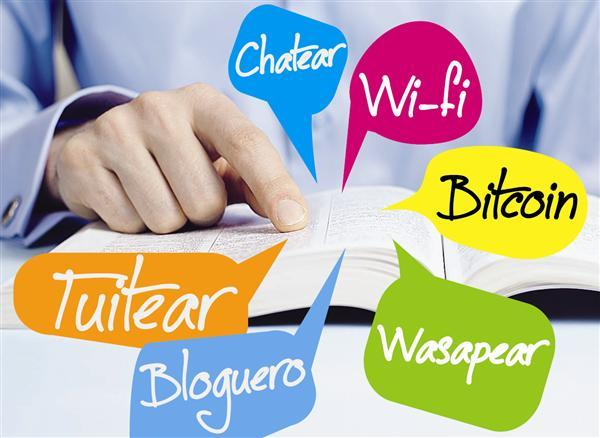 Chatear
Wi-fi
Bitcoin
Tuitear
Bloguero
Wasapear